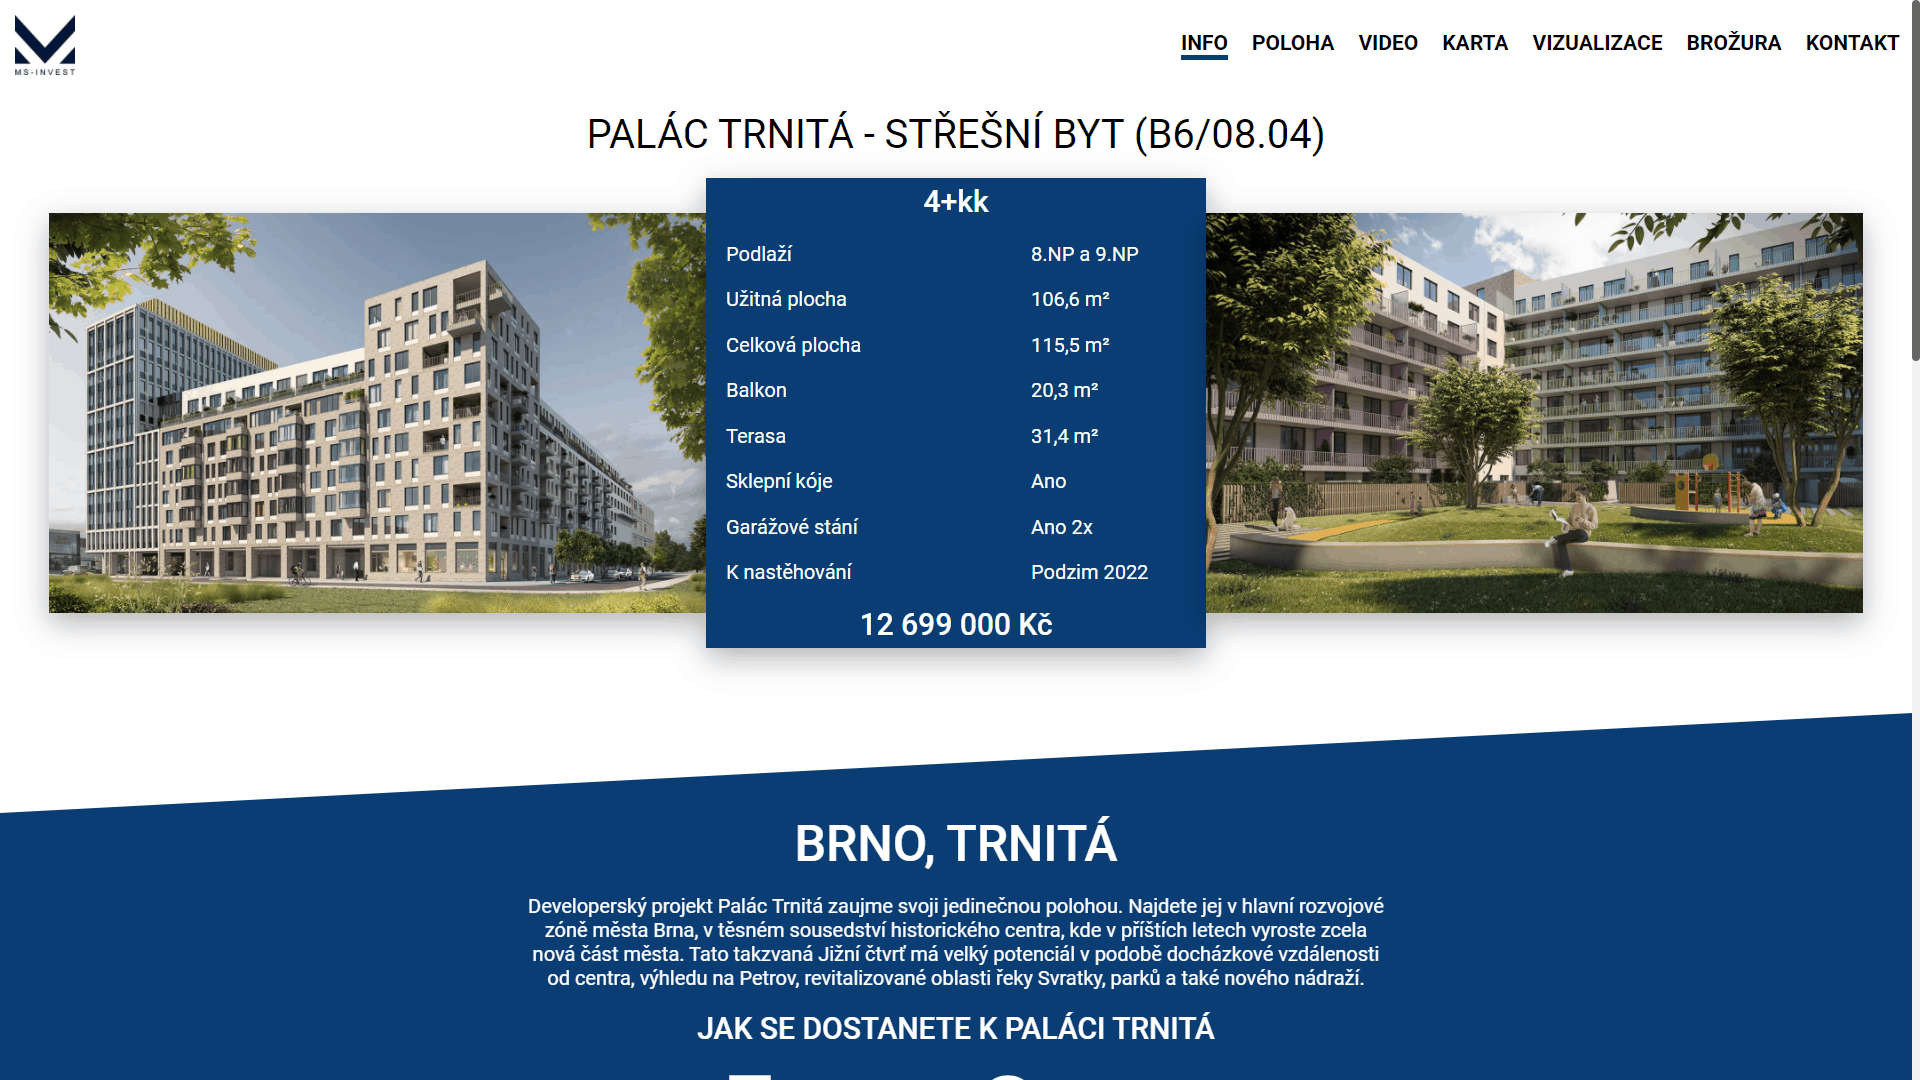 MS-INVEST
INFO POLOHA VIDEO KARTA VIZUALIZACE BROŽURA KONTAKT
PALÁC TRNITÁ - STŘEŠNÍ BYT (B6/08.04)
4+kk
Podlaží 8.NP a 9.NP
Užitná plocha 106,6 m²
Celková plocha 115,5 m²
Balkon 20,3 m²
Terasa 31,4 m²
Sklepní kóje Ano
Garážové stání Ano 2x
K nastěhování Podzim 2022
12 699 000 Kč
BRNO, TRNITÁ
Developerský projekt Palác Trnitá zaujme svoji jedinečnou polohou. Najdete jej v hlavní rozvojové
zóně města Brna, v těsném sousedství historického centra, kde v příštích letech vyroste zcela
nová část města. Tato takzvaná Jižní čtvrť má velký potenciál v podobě docházkové vzdálenosti
od centra, výhledu na Petrov, revitalizované oblasti řeky Svratky, parků a také nového nádraží.
JAK SE DOSTANETE K PALÁCI TRNITÁ